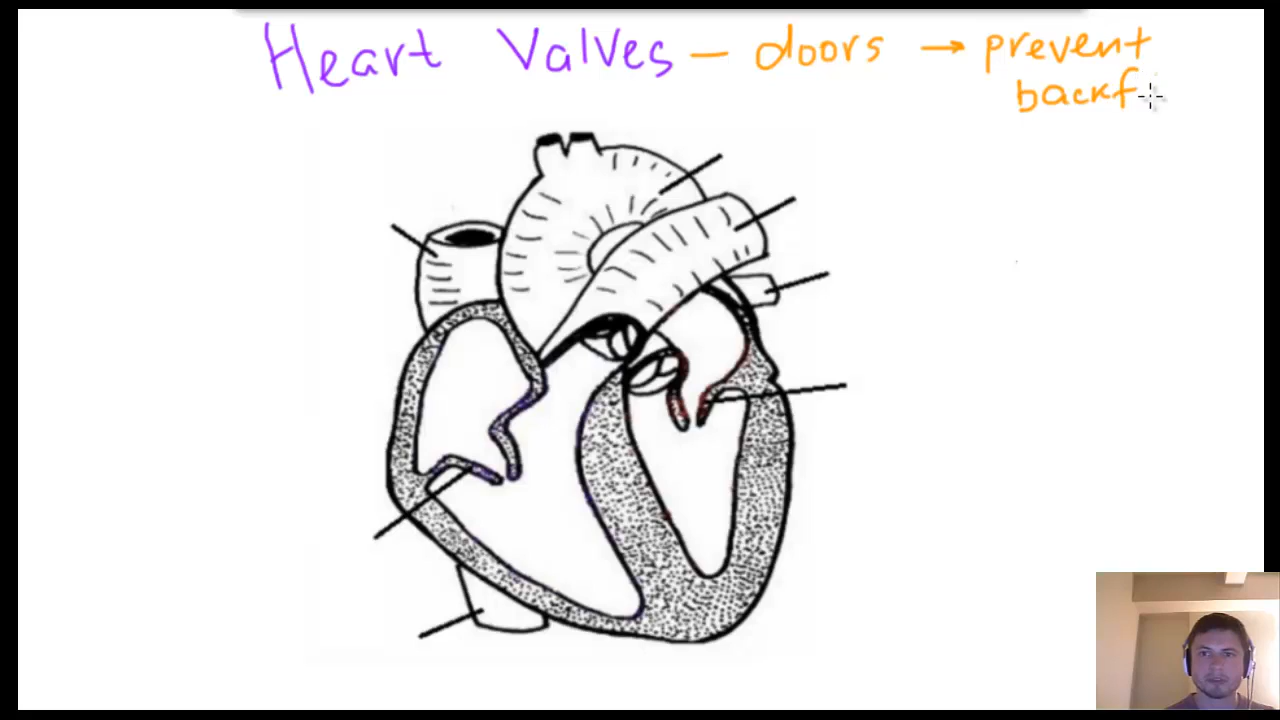 Heart Valves – doors → prevent
backf